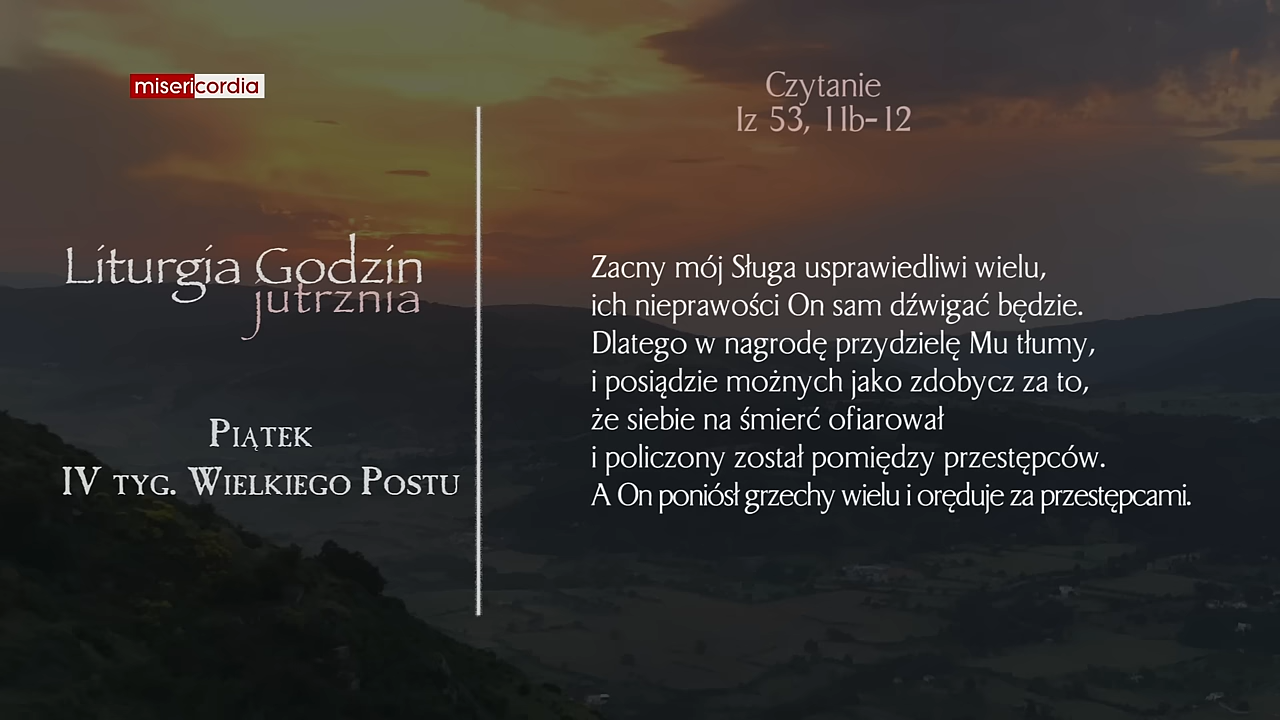 misericordia
Liturgia Godzin
jutrznia
Piątek
IV tyg. Wielkiego Postu
Czytanie
Iz 53, 11b-12
Zacny mój Sługa usprawiedliwi wielu,
ich nieprawości On sam dźwigać będzie.
Dlatego w nagrodę przydzielę Mu tłumy,
i posiądzie możnych jako zdobycz za to,
że siebie na śmierć ofiarował
i policzony został pomiędzy przestępców.
A On poniósł grzechy wielu i oręduje za przestępcami.